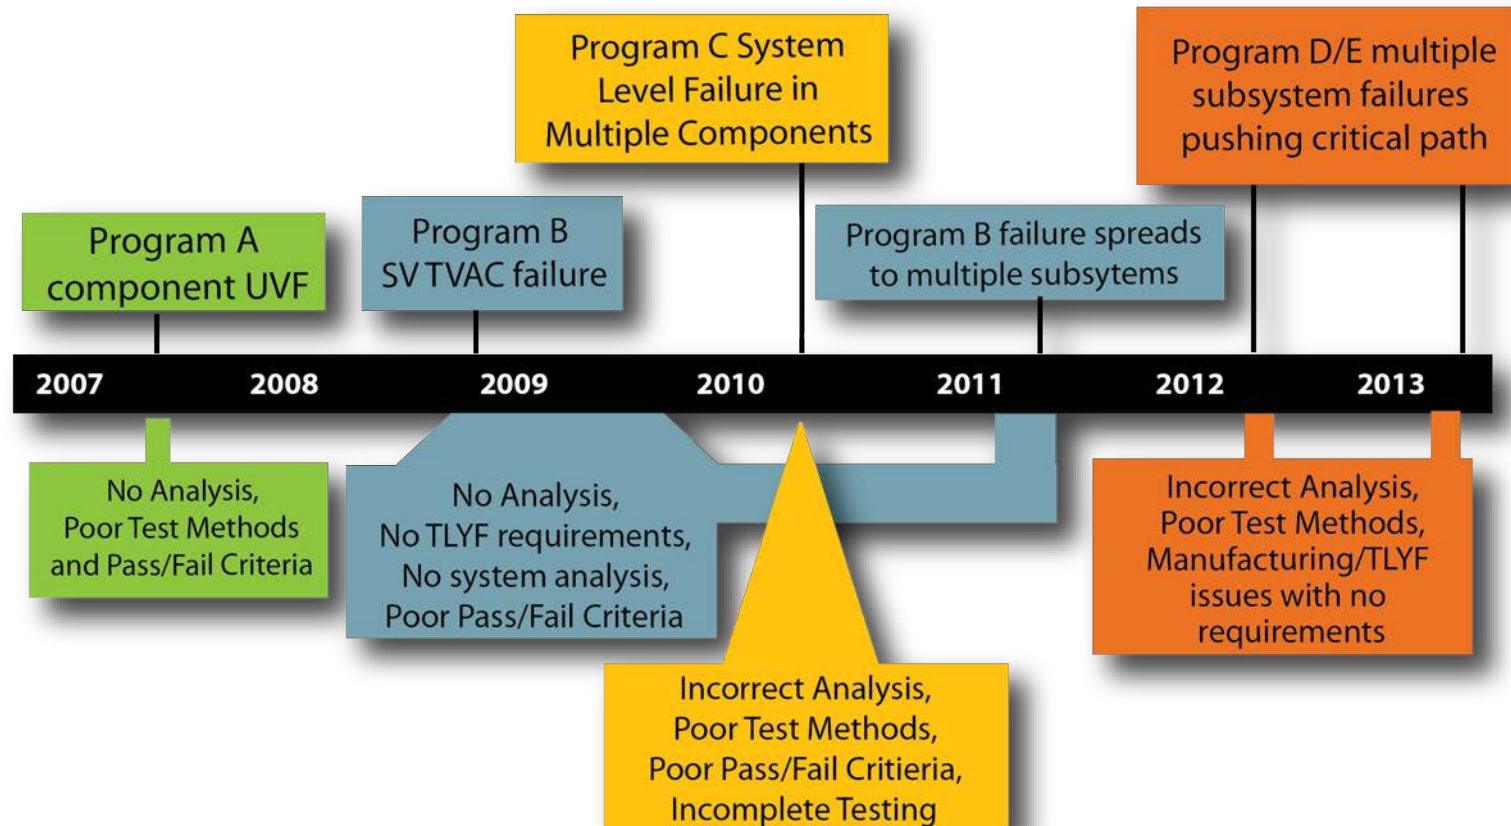 Program C System
Level Failure in
Multiple Components
Program D/E multiple
subsystem failures
pushing critical path
Program A
component UVF
Program B
SV TVAC failure
Program B failure spreads
to multiple subsytems
2007 2008 2009 2010 2011 2012 2013
No Analysis,
Poor Test Methods
and Pass/Fail Criteria
No Analysis,
No TLYF requirements,
No system analysis,
Poor Pass/Fail Criteria
Incorrect Analysis,
Poor Test Methods,
Poor Pass/Fail Critieria,
Incomplete Testing
Incorrect Analysis,
Poor Test Methods,
Manufacturing/TLYF
issues with no
requirements